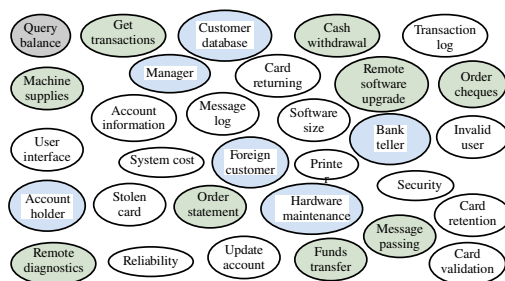 Query
balance
Get
transactions
Customer
database
Cash
withdrawal
Transaction
log
Machine
supplies
Manager
Card
returning
Remote
software
upgrade
Order
cheques
Account
information
Message
log
Software
size
Bank
teller
Invalid
user
User
interface
System cost
Foreign
customer
Printe
r
Security
Account
holder
Stolen
card
Order
statement
Hardware
maintenance
Card
retention
Message
passing
Remote
diagnostics
Reliability
Update
account
Funds
transfer
Card
validation